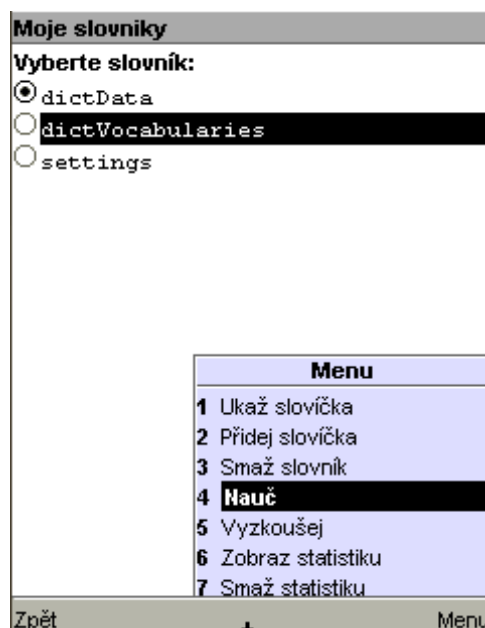 Moje slovniky
Vyberte slovník:
dictData
dictVocabularies
settings
Menu
1 Ukaž slovíčka
2 Přidej slovíčka
3 Smaž slovník
4 Nauč
5 Vyzkoušej
6 Zobraz statistiku
7 Smaž statistiku
Zpět Menu